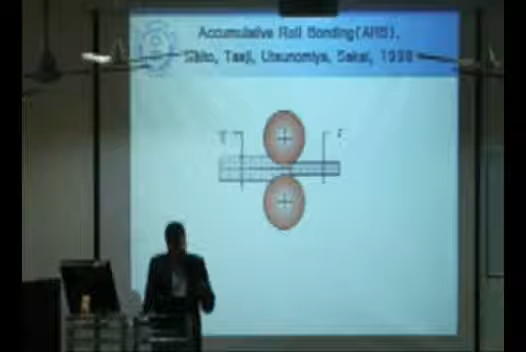 Accumulative Roll Bonding(ARB),
Saito, Tsuji, Utsunomiya, Sakai, 1998